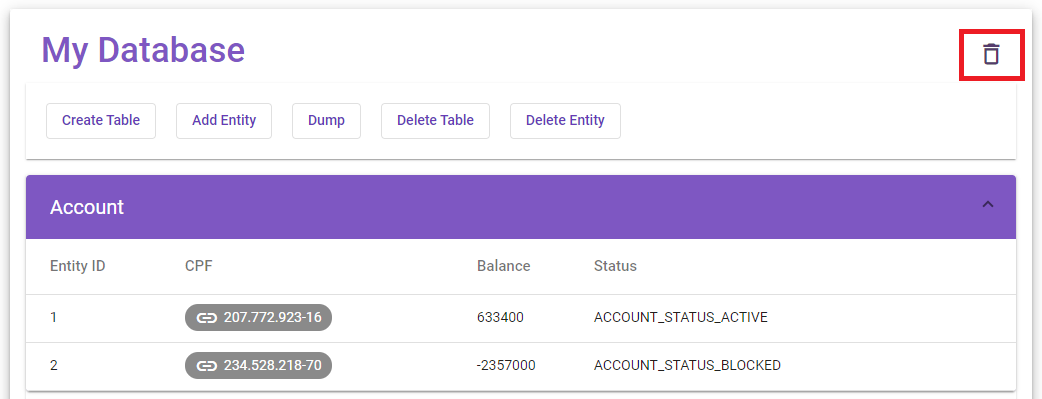 My Database
Create Table Add Entity Dump Delete Table Delete Entity
Account
Entity ID CPF Balance Status
1 207.772.923-16 633400 ACCOUNT_STATUS_ACTIVE
2 234.528.218-70 -2357000 ACCOUNT_STATUS_BLOCKED